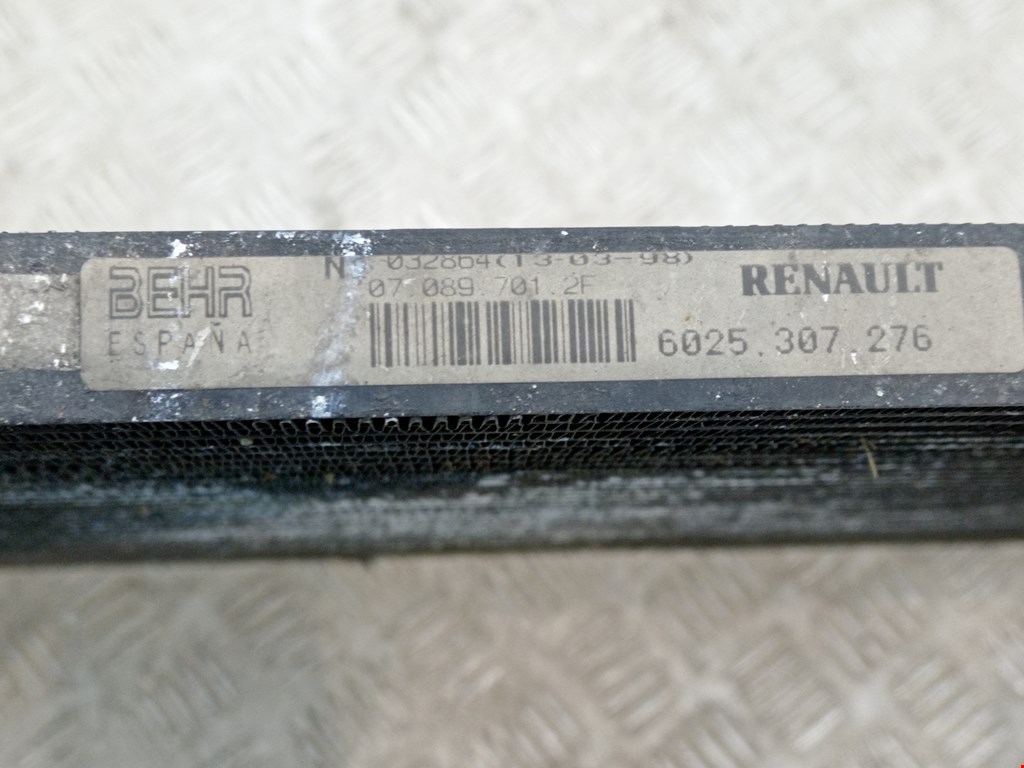 BEHR
ESPAÑA
N 032864(13-03-98)
07.089.701.2F
RENAULT
6025.307.276